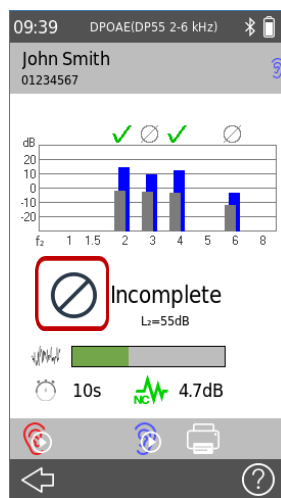 09:39 DPOAE(DP55 2-6 kHz)
John Smith
01234567
dB
20
10
0
-10
-20
f₂ 1 1.5 2 3 4 5 6 8
Incomplete
L₂=55dB
10s NC 4.7dB
?